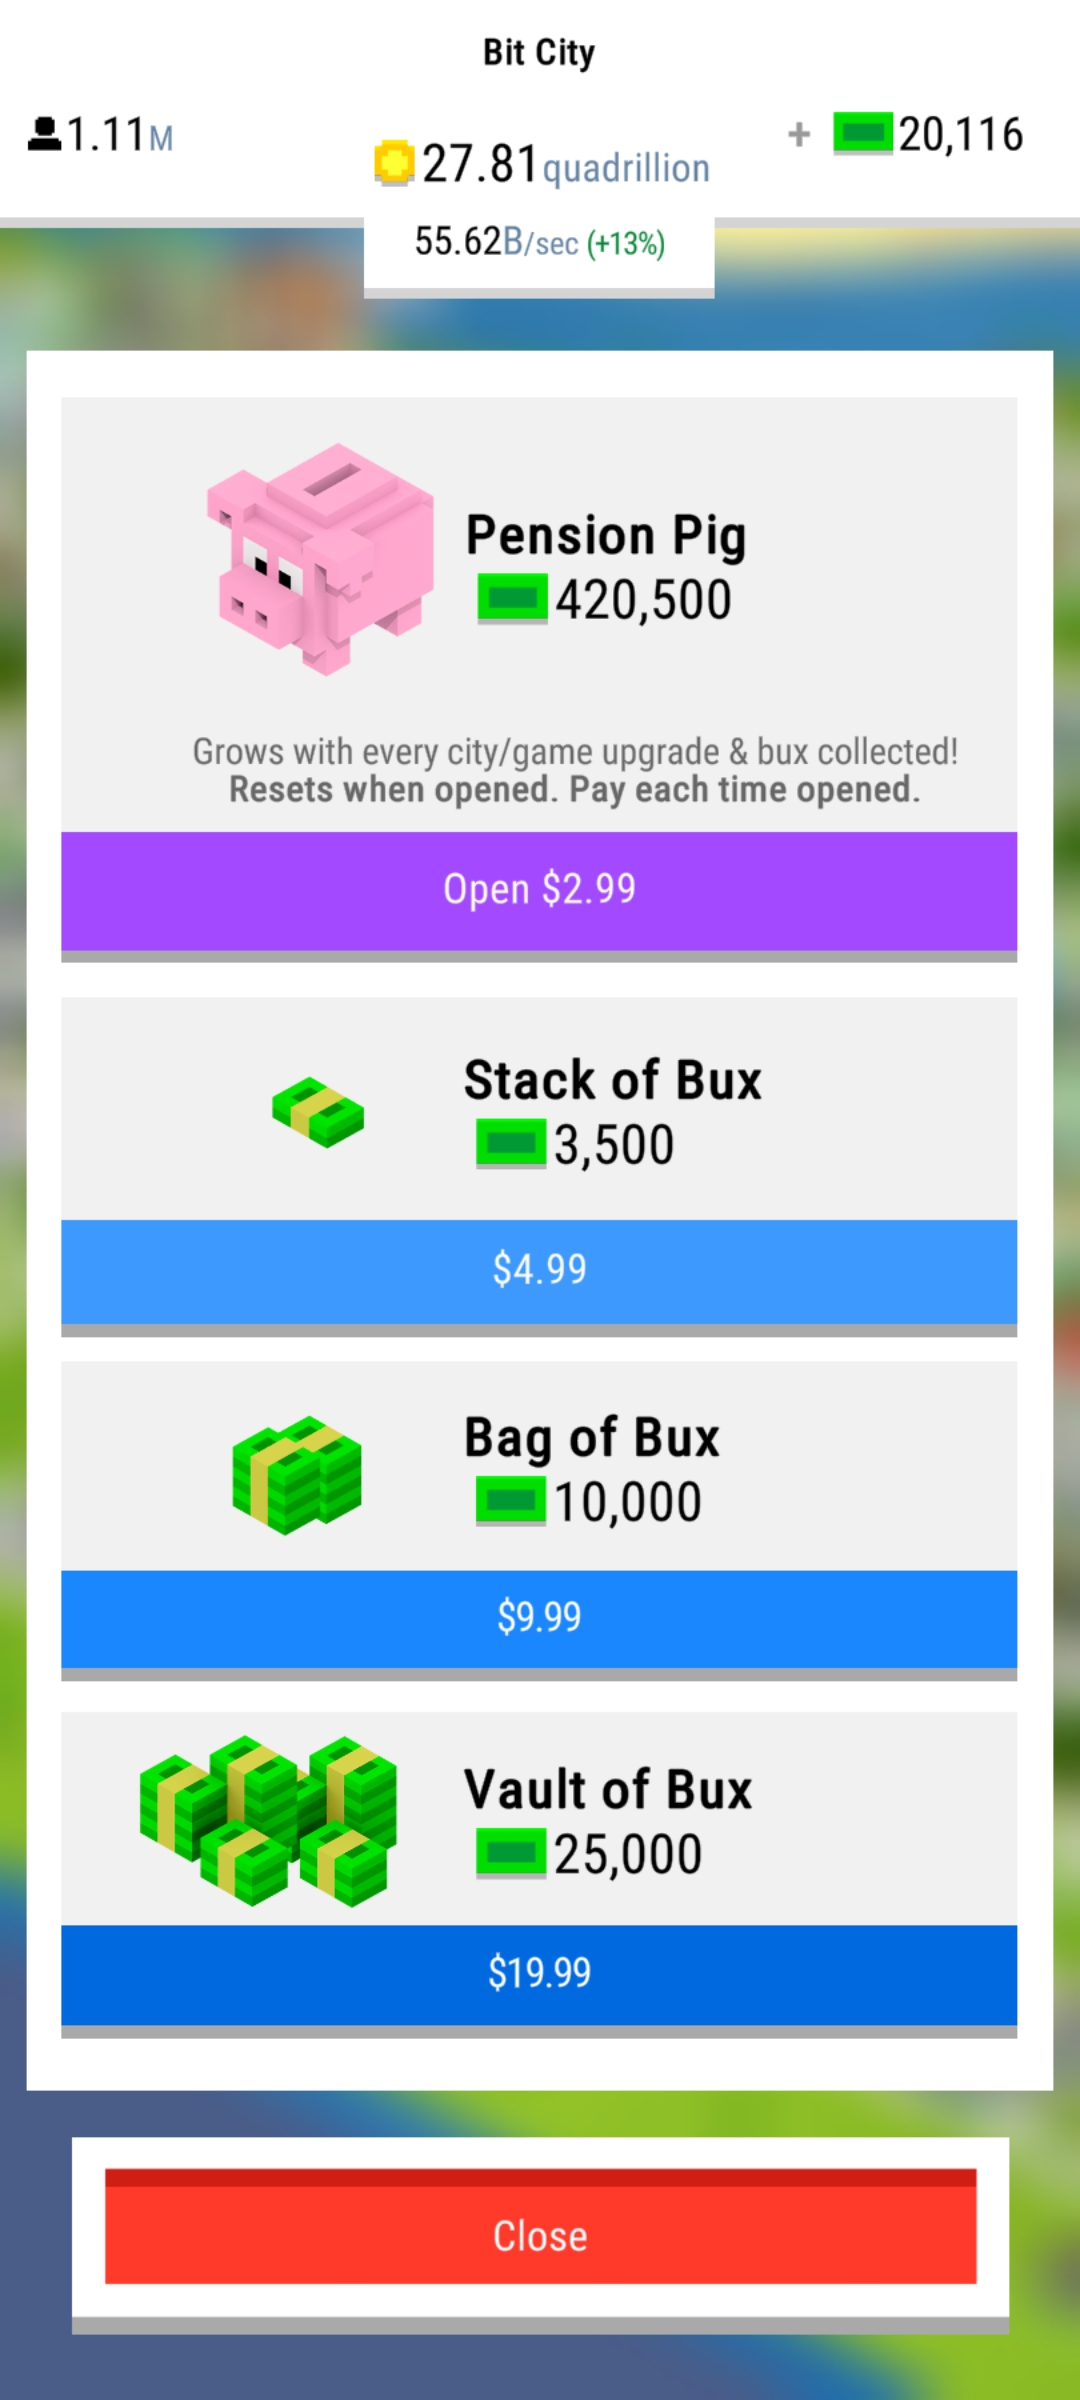 Bit City
1.11M
27.81quadrillion
+ 20,116
55.62B/sec (+13%)
Pension Pig
420,500
Grows with every city/game upgrade & bux collected!
Resets when opened. Pay each time opened.
Open $2.99
Stack of Bux
3,500
$4.99
Bag of Bux
10,000
$9.99
Vault of Bux
25,000
$19.99
Close